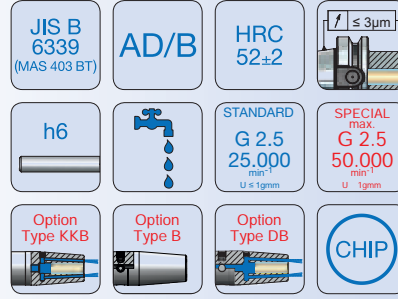 JIS B
6339
(MAS 403 BT)
AD/B
HRC
52±2
≤ 3µm
h6
STANDARD
G 2.5
25.000
min-1
U ≤ 1gmm
SPECIAL
max.
G 2.5
50.000
min-1
U 1gmm
Option
Type KKB
Option
Type B
Option
Type DB
CHIP